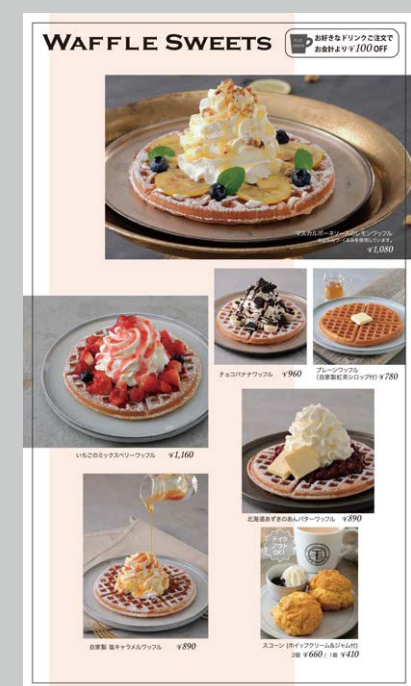 WAFFLE SWEETS
お好きなドリンクご注文で
お会計より¥100 OFF
マスカルポーネソースのレモンワッフル
¥1,080
チョコバナナワッフル ¥960
プレーンワッフル
(自家製紅茶シロップ付) ¥780
いちごのミックスベリーワッフル ¥1,160
北海道あずきのあんバターワッフル ¥890
自家製 塩キャラメルワッフル ¥890
テイク
アウト
OK!
スコーン (ホイップクリーム&ジャム付)
2個 ¥660 / 1個 ¥410